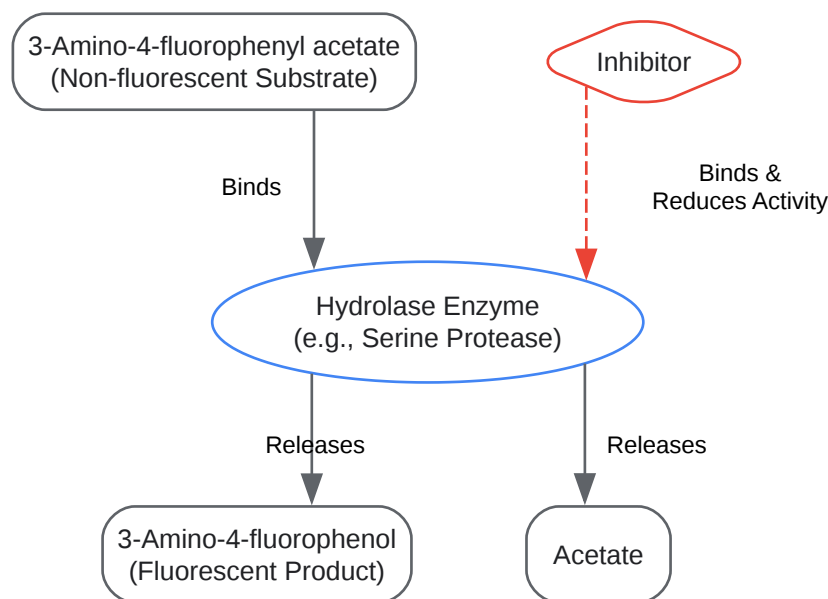 3-Amino-4-fluorophenyl acetate
(Non-fluorescent Substrate)
Inhibitor
Binds
Binds &
Reduces Activity
Hydrolase Enzyme
(e.g., Serine Protease)
Releases
Releases
3-Amino-4-fluorophenol
(Fluorescent Product)
Acetate